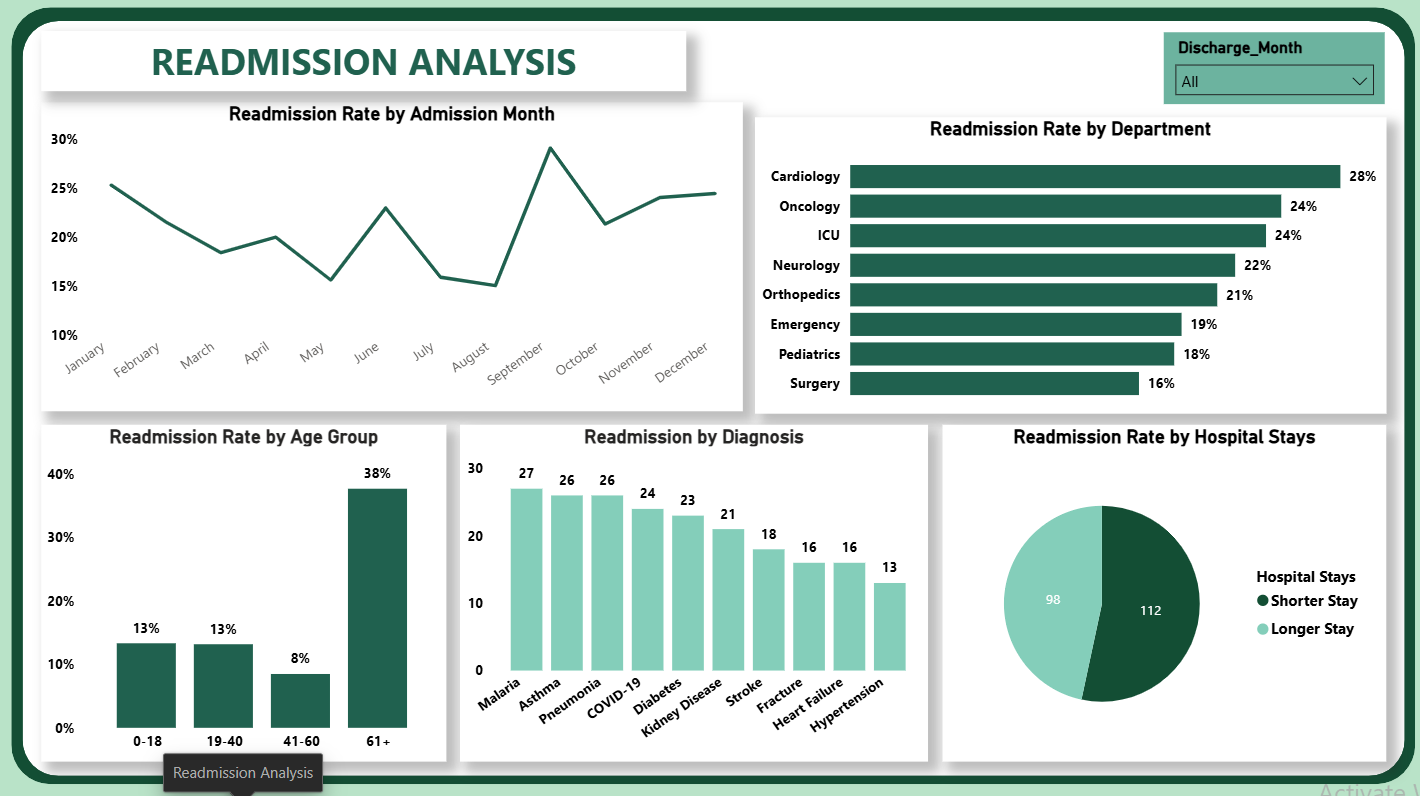 READMISSION ANALYSIS
Discharge_Month
All
Readmission Rate by Admission Month
30%
25%
20%
15%
10%
January
February
March
April
May
June
July
August
September
October
November
December
Readmission Rate by Department
Cardiology 28%
Oncology 24%
ICU 24%
Neurology 22%
Orthopedics 21%
Emergency 19%
Pediatrics 18%
Surgery 16%
Readmission Rate by Age Group
40%
30%
20%
10%
0%
13%
13%
8%
38%
0-18
19-40
41-60
61+
Readmission by Diagnosis
30
20
10
0
27
26
26
24
23
21
18
16
16
13
Malaria
Asthma
Pneumonia
COVID-19
Diabetes
Kidney Disease
Stroke
Fracture
Heart Failure
Hypertension
Readmission Rate by Hospital Stays
98
112
Hospital Stays
Shorter Stay
Longer Stay
Readmission Analysis
Activate